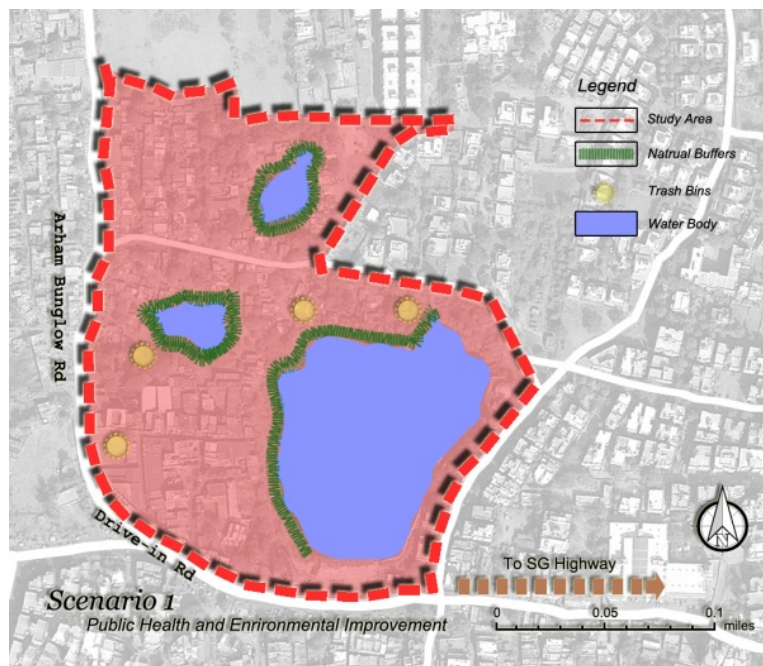 Legend
Study Area
Natrual Buffers
Trash Bins
Water Body
Arham Bunglow Rd
Drive-in Rd
N
To SG Highway
Scenario 1
Public Health and Enrironmental Improvement
0 0.05 0.1
miles